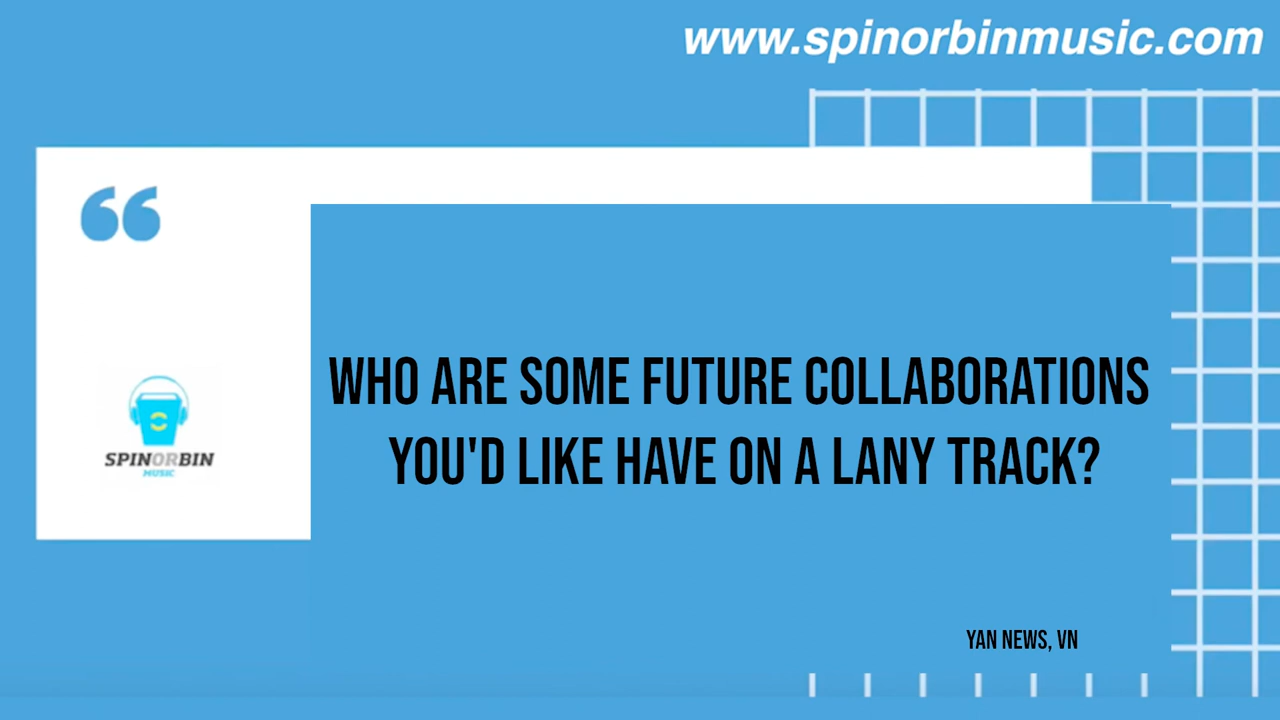 www.spinorbinmusic.com
“
SPINORBIN
MUSIC
WHO ARE SOME FUTURE COLLABORATIONS
YOU'D LIKE HAVE ON A LANY TRACK?
YAN NEWS, VN